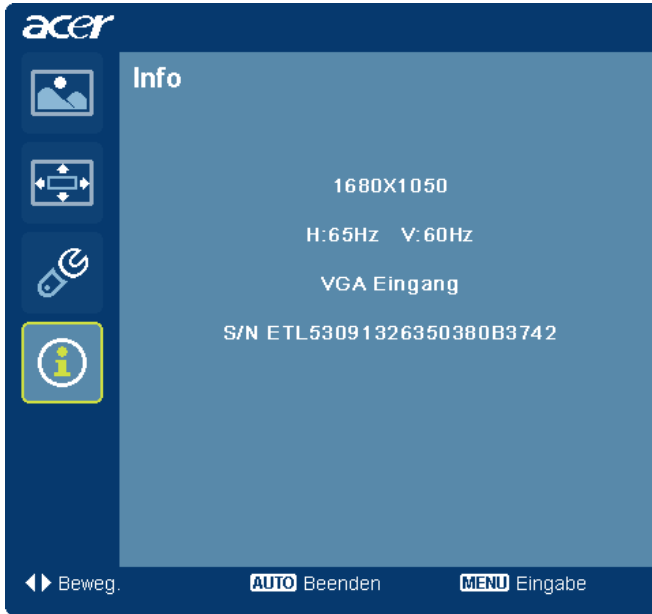 acer
Info
1680X1050
H:65Hz V:60Hz
VGA Eingang
S/N ETL53091326350380B3742
Beweg. AUTO Beenden MENU Eingabe